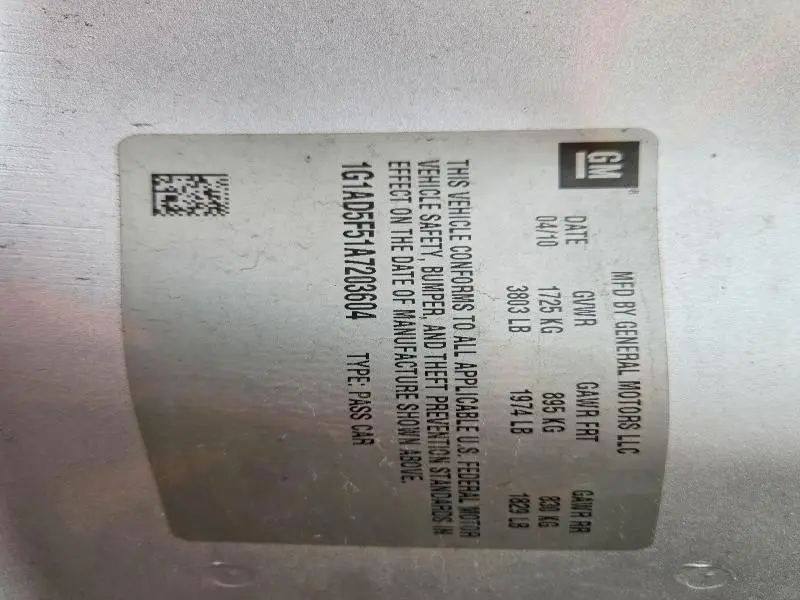 GM
MFD BY GENERAL MOTORS LLC
DATE GVWR GAWR FRT GAWR RR
04/10 1725 KG 895 KG 830 KG
3803 LB 1974 LB 1829 LB
THIS VEHICLE CONFORMS TO ALL APPLICABLE U.S. FEDERAL MOTOR
VEHICLE SAFETY, BUMPER, AND THEFT PREVENTION STANDARDS IN
EFFECT ON THE DATE OF MANUFACTURE SHOWN ABOVE.
1G1AD5F51A7203604 TYPE: PASS CAR